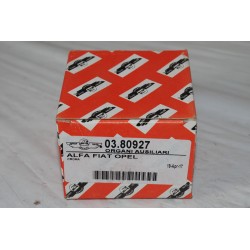 03.80927
ORGANI AUSILIARI
ALFA FIAT OPEL